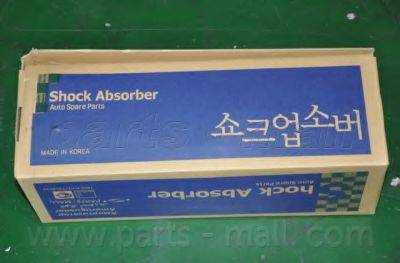 Shock Absorber
Auto Spare Parts
쇼크업소버
MADE IN KOREA
hock Absorber
Auto Spare Parts
www.parts-mall.com